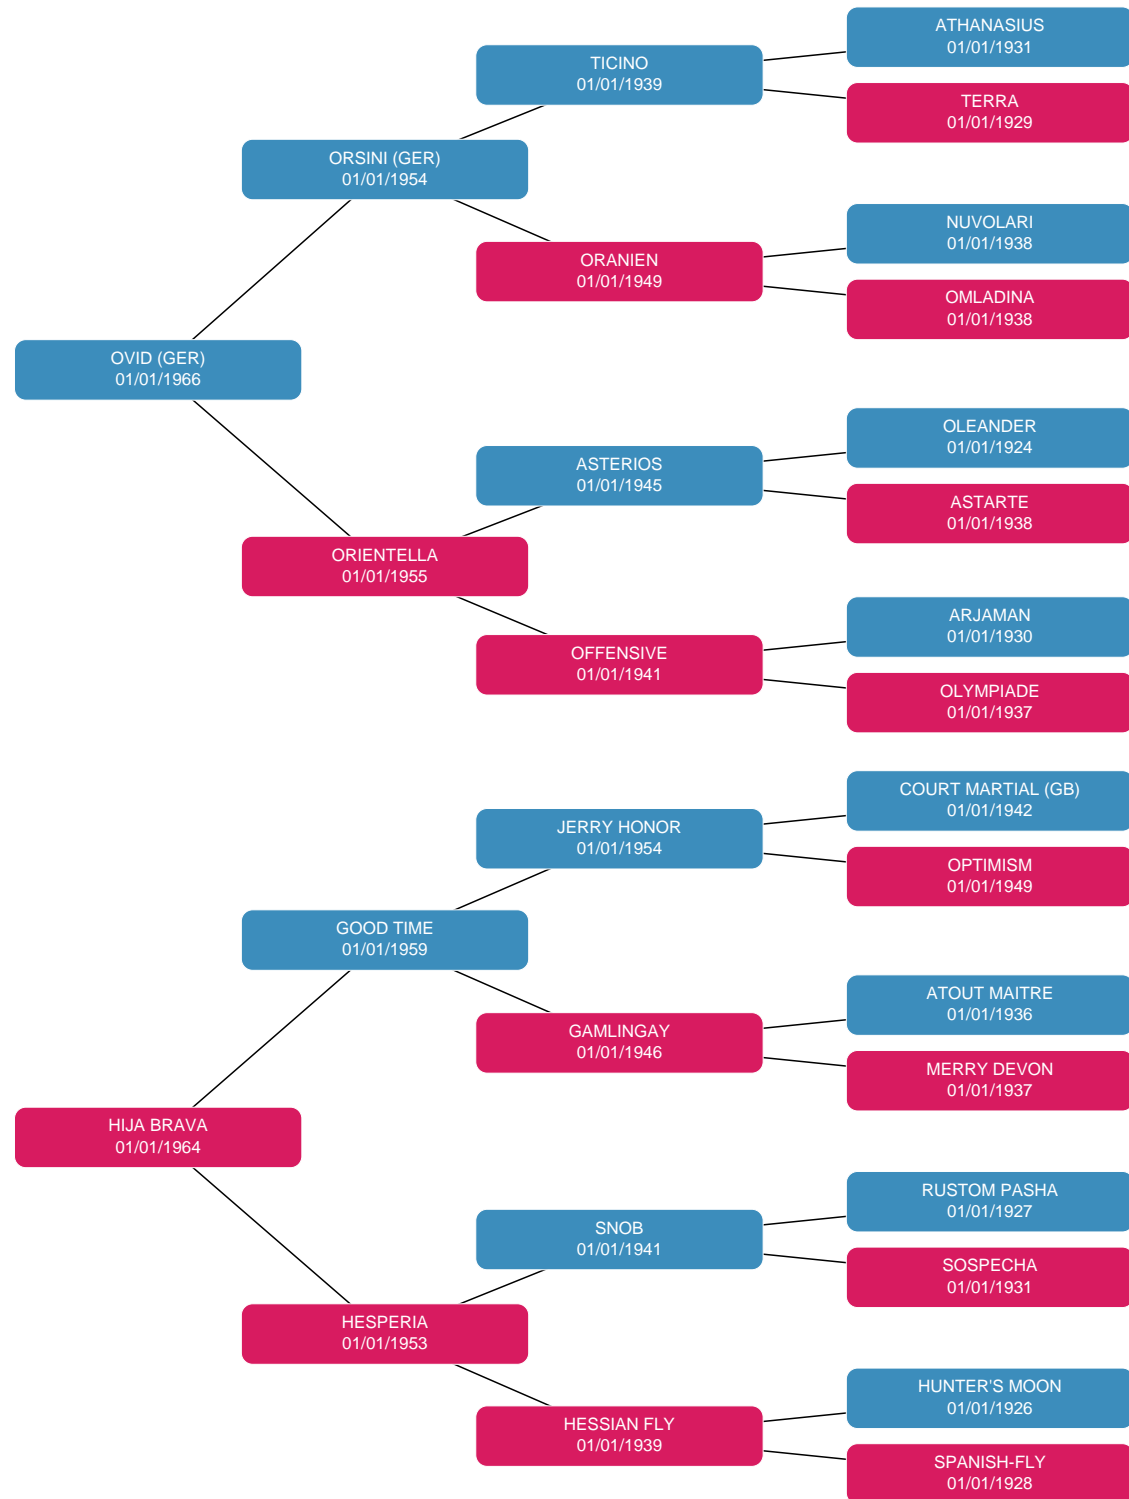 ATHANASIUS
01/01/1931
TICINO
01/01/1939
TERRA
01/01/1929
ORSINI (GER)
01/01/1954
NUVOLARI
01/01/1938
ORANIEN
01/01/1949
OMLADINA
01/01/1938
OVID (GER)
01/01/1966
OLEANDER
01/01/1924
ASTERIOS
01/01/1945
ASTARTE
01/01/1938
ORIENTELLA
01/01/1955
ARJAMAN
01/01/1930
OFFENSIVE
01/01/1941
OLYMPIADE
01/01/1937
COURT MARTIAL (GB)
01/01/1942
JERRY HONOR
01/01/1954
OPTIMISM
01/01/1949
GOOD TIME
01/01/1959
ATOUT MAITRE
01/01/1936
GAMLINGAY
01/01/1946
MERRY DEVON
01/01/1937
HIJA BRAVA
01/01/1964
RUSTOM PASHA
01/01/1927
SNOB
01/01/1941
SOSPECHA
01/01/1931
HESPERIA
01/01/1953
HUNTER'S MOON
01/01/1926
HESSIAN FLY
01/01/1939
SPANISH-FLY
01/01/1928